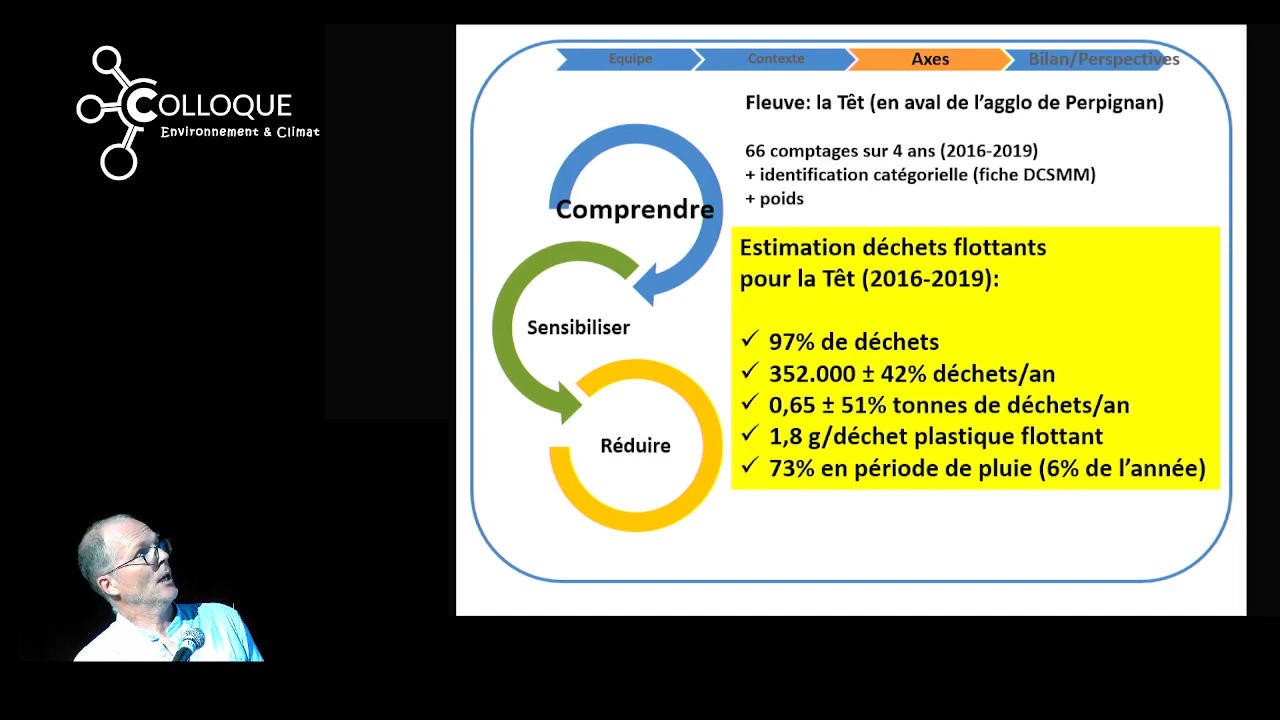 COLLOQUE
Environnement & Climat
Equipe
Contexte
Axes
Bilan/Perspectives
Fleuve: la Têt (en aval de l’agglo de Perpignan)
66 comptages sur 4 ans (2016-2019)
+ identification catégorielle (fiche DCSMM)
+ poids
Comprendre
Sensibiliser
Réduire
Estimation déchets flottants
pour la Têt (2016-2019):
✓ 97% de déchets
✓ 352.000 ± 42% déchets/an
✓ 0,65 ± 51% tonnes de déchets/an
✓ 1,8 g/déchet plastique flottant
✓ 73% en période de pluie (6% de l’année)